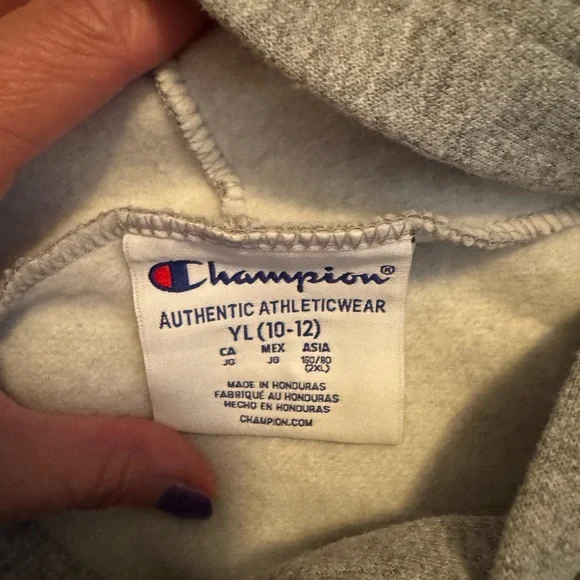 Champion®
AUTHENTIC ATHLETICWEAR
YL (10-12)
CA MEX ASIA
JG JG 160/80
(2XL)
MADE IN HONDURAS
FABRIQUÉ AU HONDURAS
HECHO EN HONDURAS
CHAMPION.COM